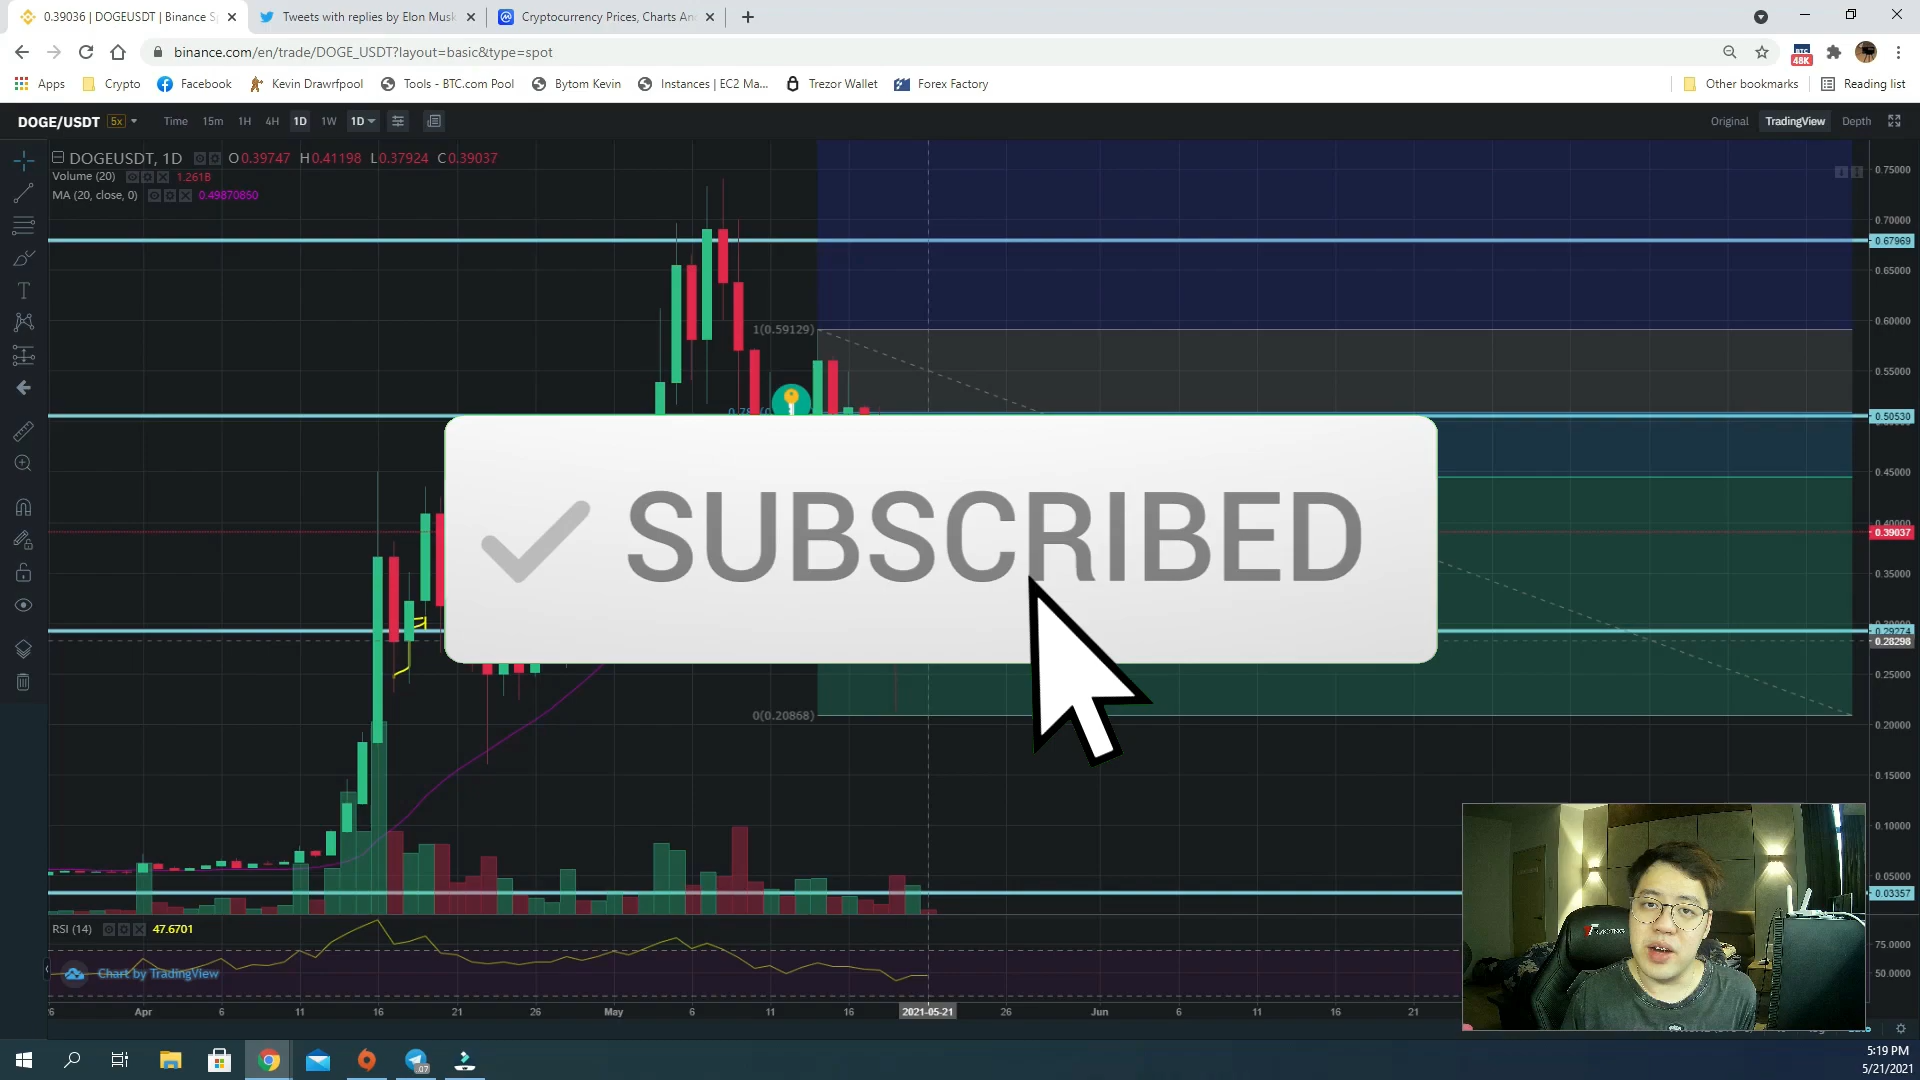 0.39036 | DOGEUSDT | Binance S
Tweets with replies by Elon Musk
Cryptocurrency Prices, Charts An
binance.com/en/trade/DOGE_USDT?layout=basic&type=spot
BTC
48K
Apps
Crypto
Facebook
Kevin Drawrfpool
Tools - BTC.com Pool
Bytom Kevin
Instances | EC2 Ma...
Trezor Wallet
Forex Factory
Other bookmarks
Reading list
DOGE/USDT 5x
Time 15m 1H 4H 1D 1W 1D
Original TradingView Depth
DOGEUSDT, 1D O0.39747 H0.41198 L0.37924 C0.39037
Volume (20) 1.261B
MA (20, close, 0) 0.49870850
0.75000
0.70000
0.67969
0.65000
0.60000
1(0.59129)
0.55000
0.50530
0.45000
0.40000
0.39037
0.35000
0.29274
0.28298
0.25000
0(0.20868)
0.20000
0.15000
0.10000
0.05000
0.03357
SUBSCRIBED
RSI (14) 47.6701
75.00000
50.00000
Chart by TradingView
Apr 6 11 16 21 26 May 6 11 16 2021-05-21 26 Jun 6 11 16 21
5:19 PM
5/21/2021